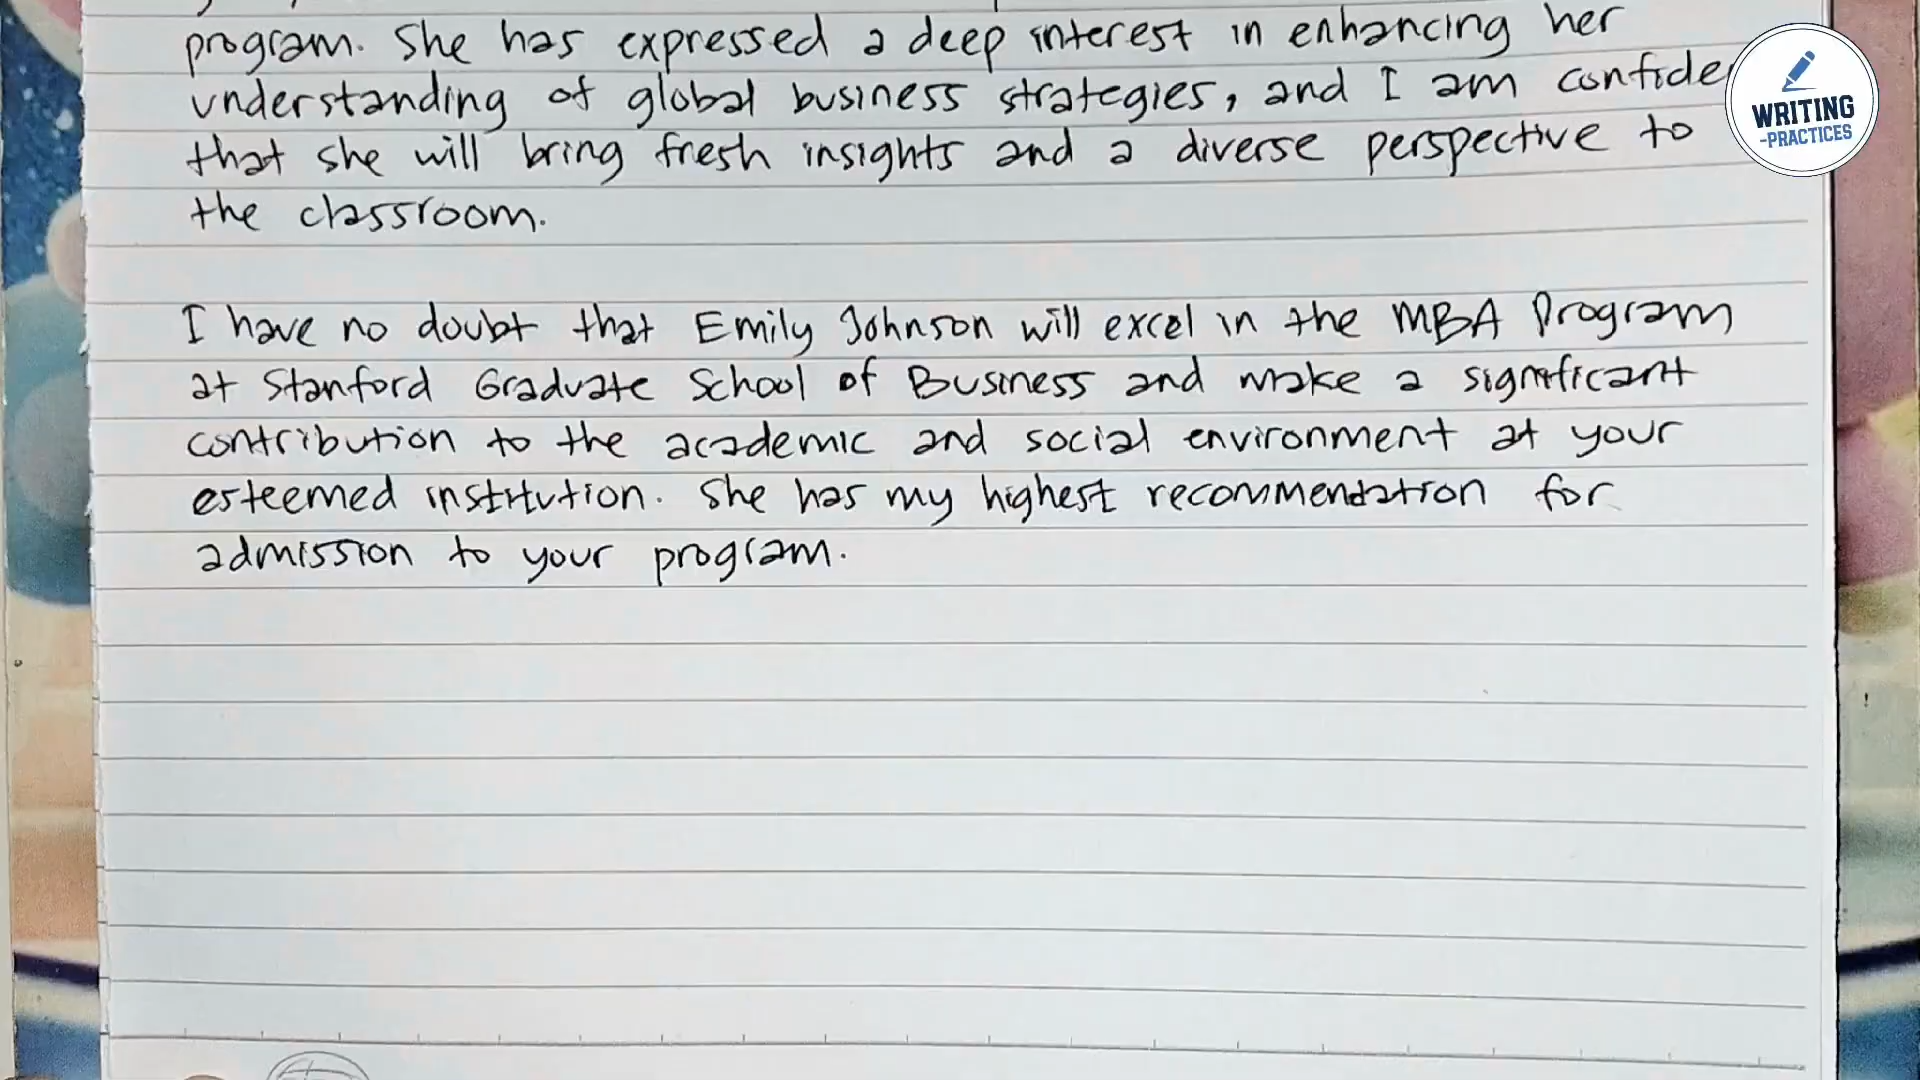 program. She has expressed a deep interest in enhancing her
understanding of global business strategies, and I am confide
that she will bring fresh insights and a diverse perspective to
the classroom.
I have no doubt that Emily Johnson will excel in the MBA Program
at Stanford Graduate School of Business and make a significant
contribution to the academic and social environment at your
esteemed institution. She has my highest recommendation for
admission to your program.
WRITING
-PRACTICES